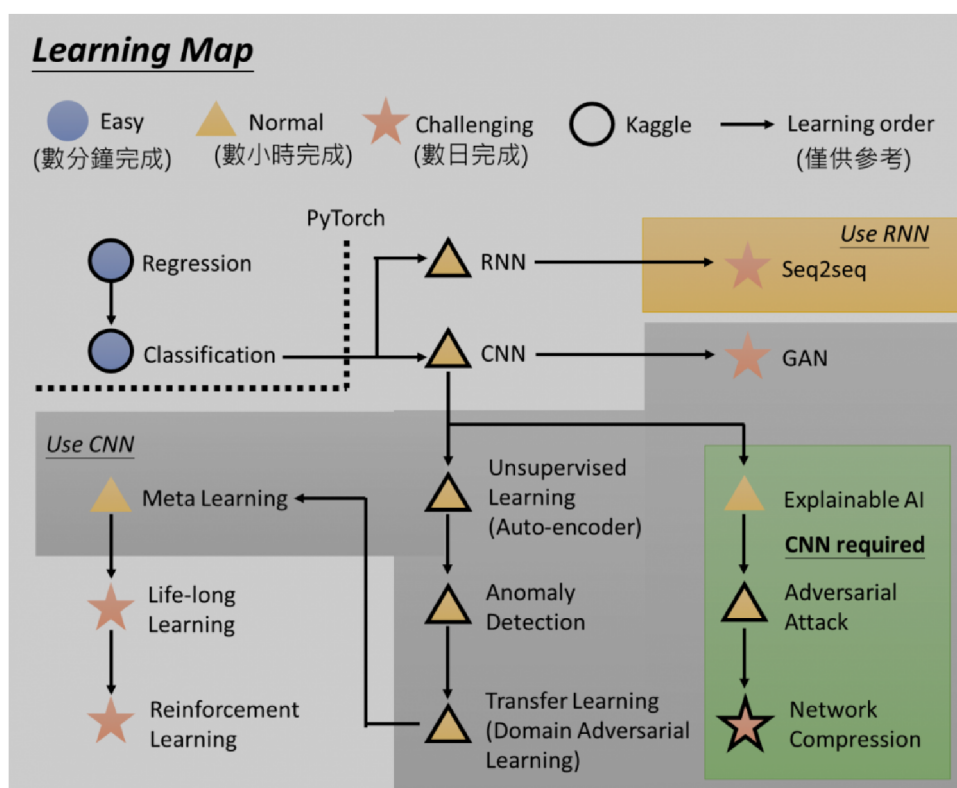 Learning Map
Easy
(數分鐘完成)
Normal
(數小時完成)
Challenging
(數日完成)
Kaggle
Learning order
(僅供參考)
PyTorch
Regression
Classification
RNN
CNN
Use RNN
Seq2seq
GAN
Use CNN
Meta Learning
Life-long
Learning
Reinforcement
Learning
Unsupervised
Learning
(Auto-encoder)
Anomaly
Detection
Transfer Learning
(Domain Adversarial
Learning)
Explainable AI
CNN required
Adversarial
Attack
Network
Compression